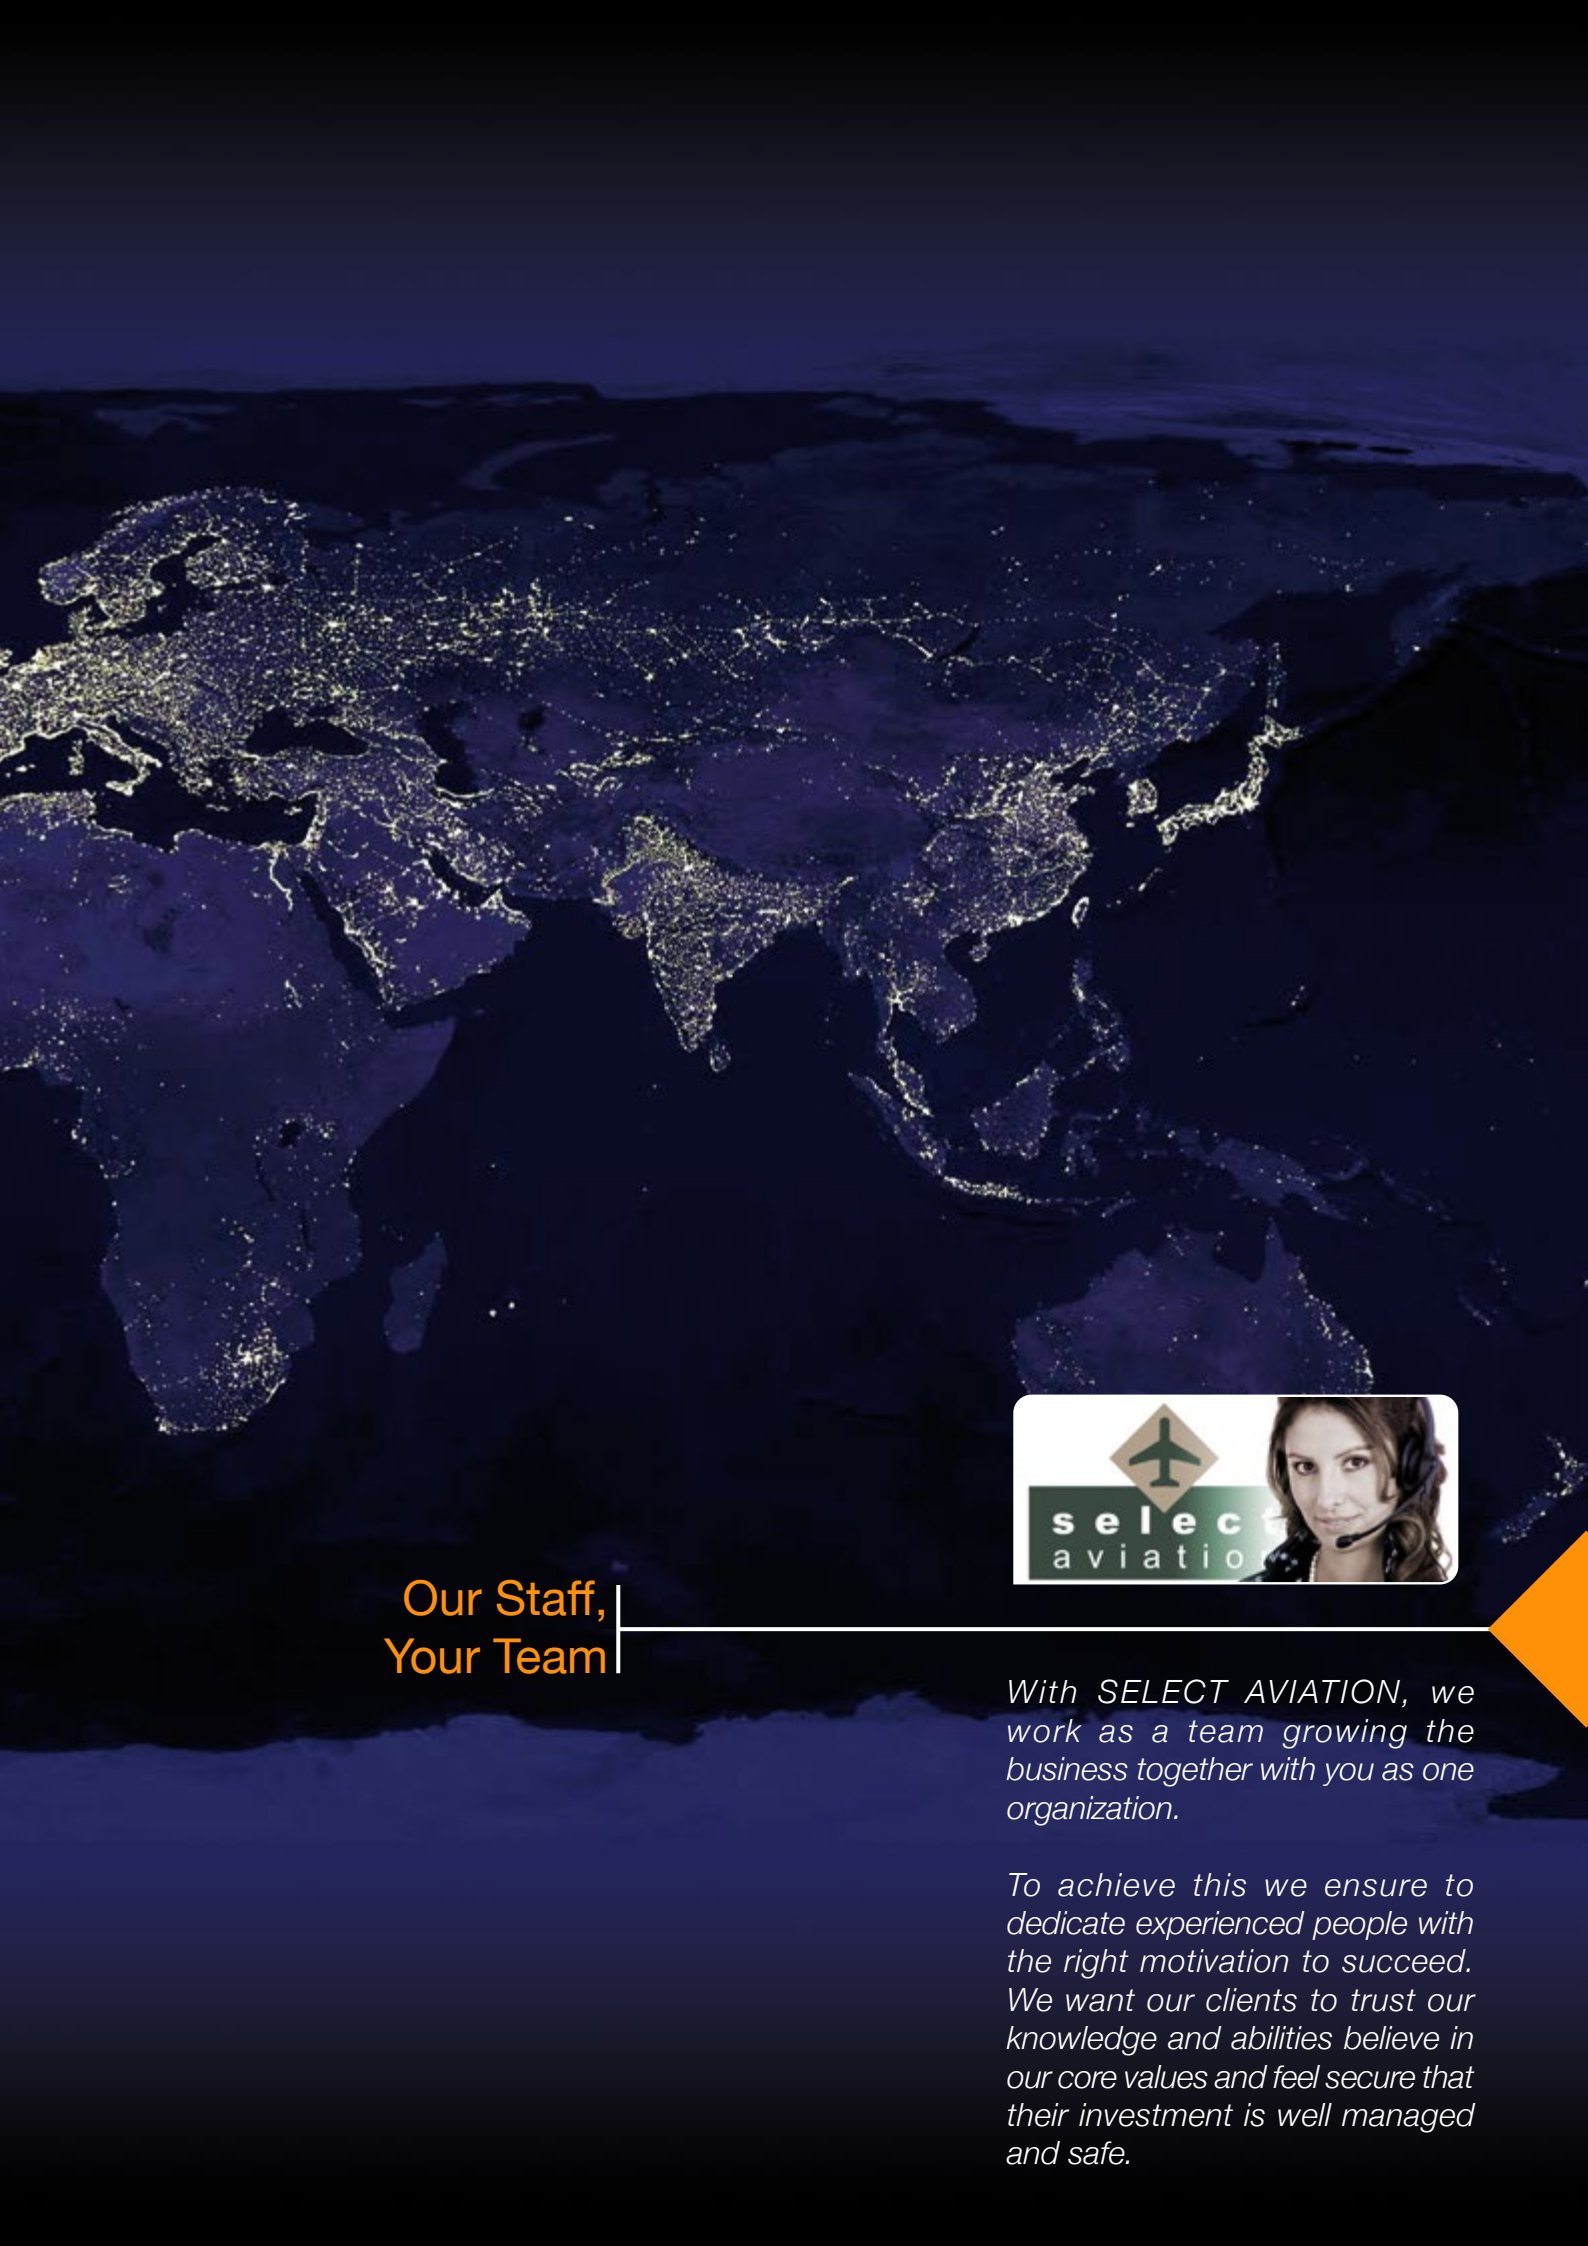 select
aviation
Our Staff,
Your Team
With SELECT AVIATION, we
work as a team growing the
business together with you as one
organization.
To achieve this we ensure to
dedicate experienced people with
the right motivation to succeed.
We want our clients to trust our
knowledge and abilities believe in
our core values and feel secure that
their investment is well managed
and safe.